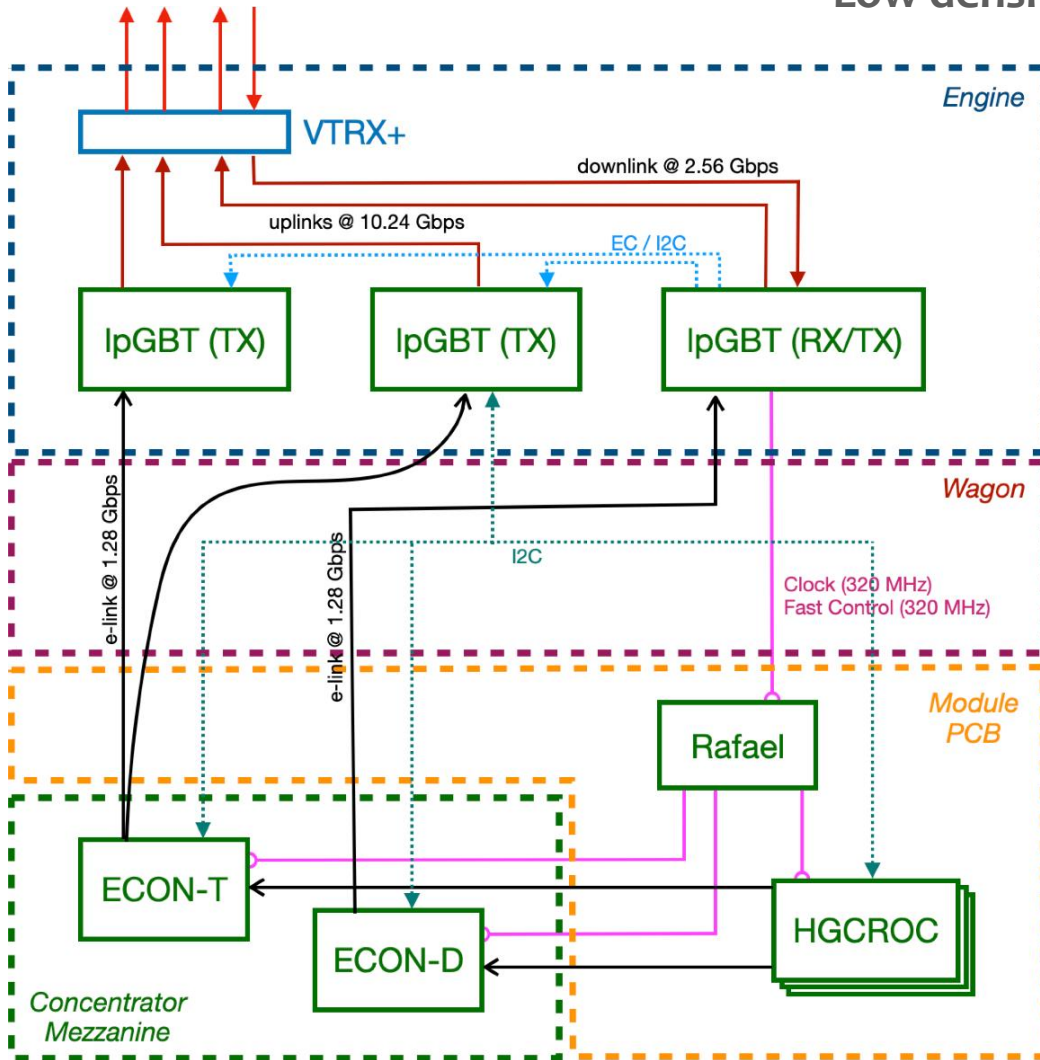 Engine
VTRX+
downlink @ 2.56 Gbps
uplinks @ 10.24 Gbps
EC / I2C
lpGBT (TX)
lpGBT (TX)
lpGBT (RX/TX)
Wagon
e-link @ 1.28 Gbps
e-link @ 1.28 Gbps
I2C
Clock (320 MHz)
Fast Control (320 MHz)
Module
PCB
Rafael
ECON-T
ECON-D
HGCROC
Concentrator
Mezzanine